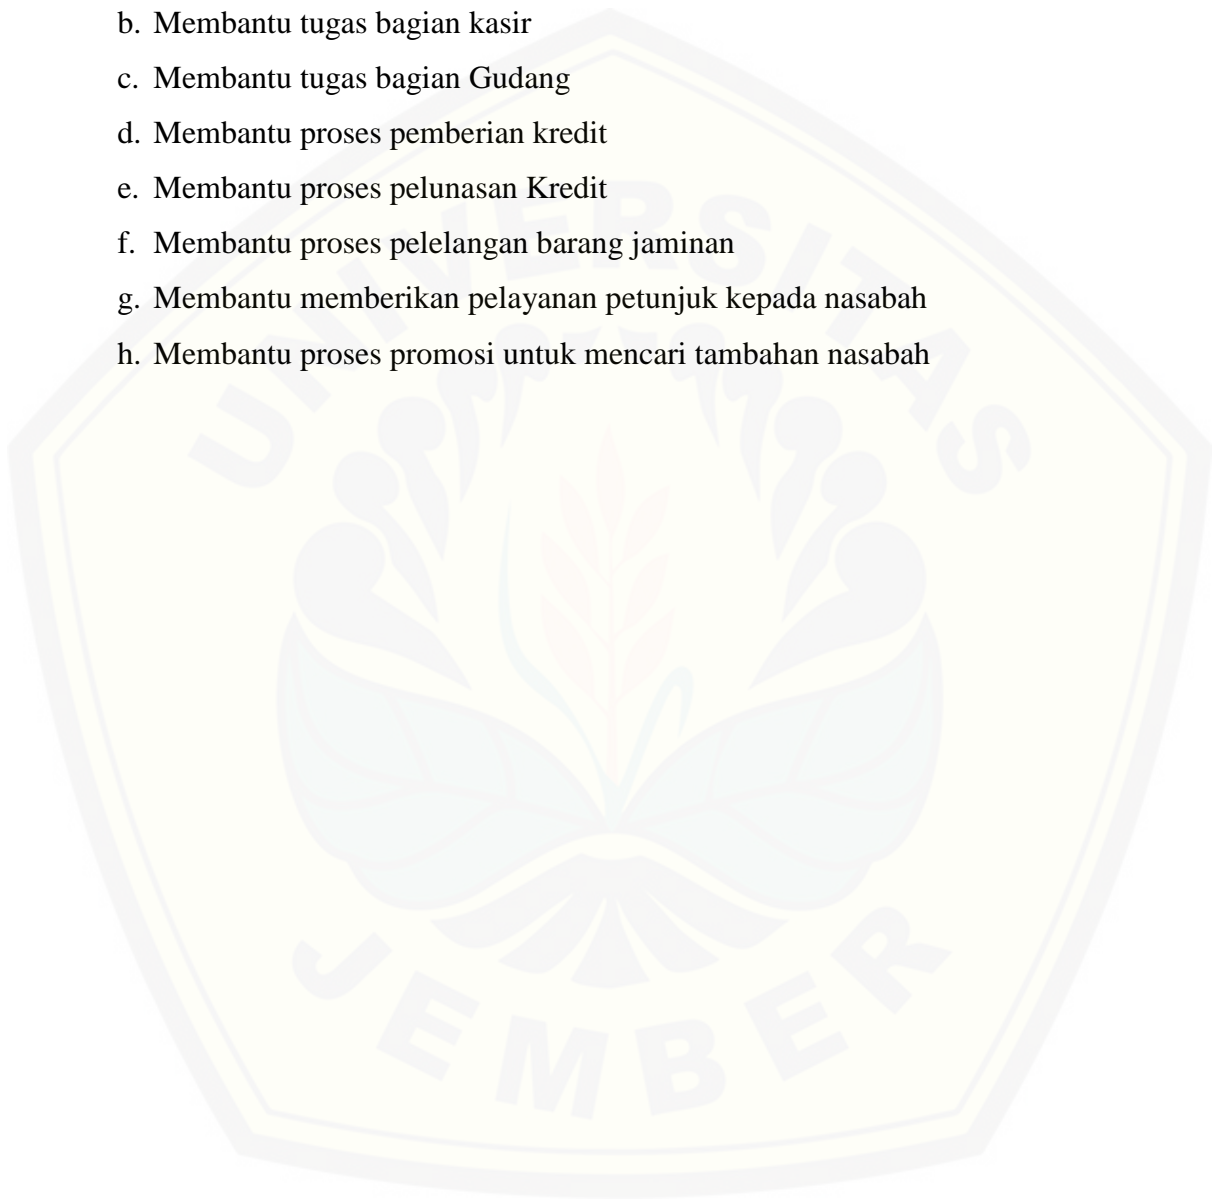 b. Membantu tugas bagian kasir
c. Membantu tugas bagian Gudang
d. Membantu proses pemberian kredit
e. Membantu proses pelunasan Kredit
f. Membantu proses pelelangan barang jaminan
g. Membantu memberikan pelayanan petunjuk kepada nasabah
h. Membantu proses promosi untuk mencari tambahan nasabah
UNIVERSITAS
JEMBER